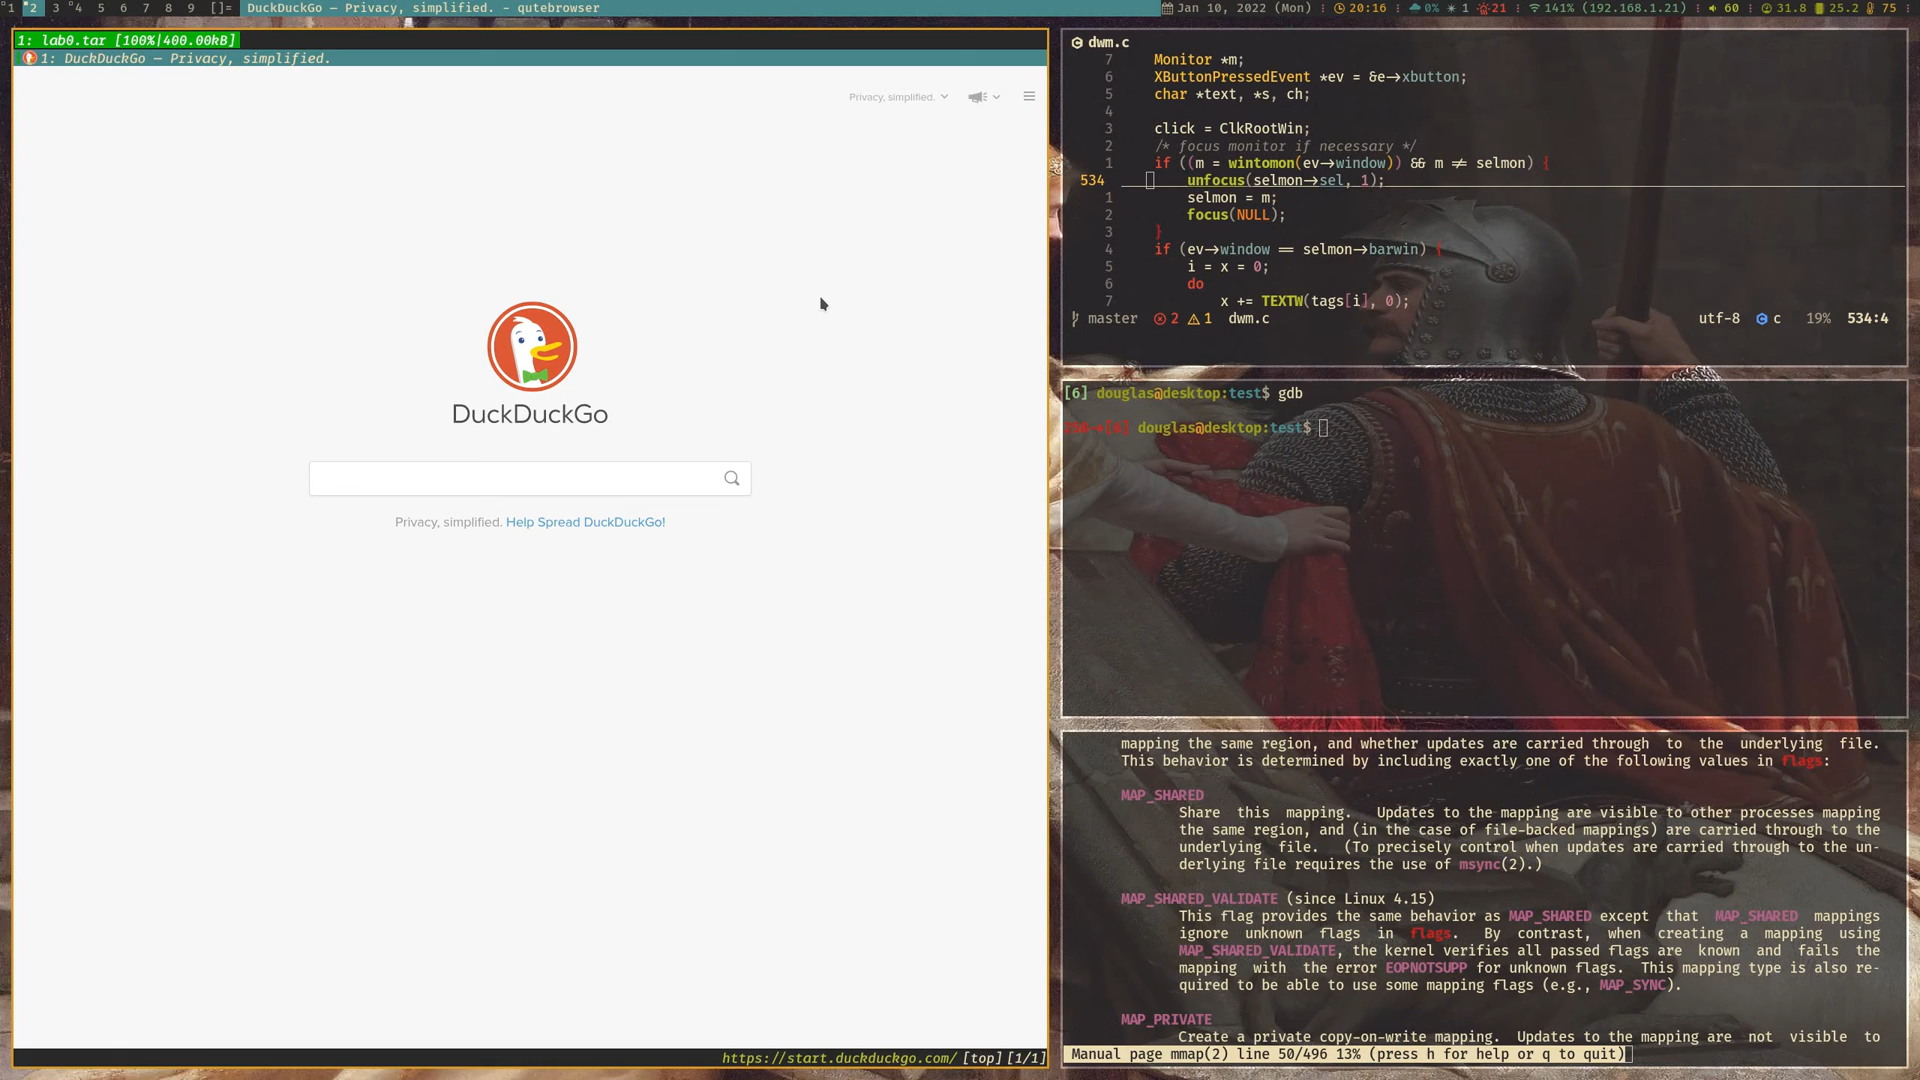 1 2 3 4 5 6 7 8 9 []= DuckDuckGo — Privacy, simplified. - qutebrowser Jan 10, 2022 (Mon) 20:16 0% 1 21 141% (192.168.1.21) 60 31.8 25.2 75
1: lab0.tar [100%|400.00kB]
1: DuckDuckGo — Privacy, simplified.
Privacy, simplified.
DuckDuckGo
Privacy, simplified. Help Spread DuckDuckGo!
https://start.duckduckgo.com/ [top] [1/1]
dwm.c
7 Monitor *m;
6 XButtonPressedEvent *ev = &e->xbutton;
5 char *text, *s, ch;
4
3 click = ClkRootWin;
2 /* focus monitor if necessary */
1 if ((m = wintomon(ev->window)) && m ≠ selmon) {
534 unfocus(selmon->sel, 1);
1 selmon = m;
2 focus(NULL);
3 }
4 if (ev->window == selmon->barwin) {
5 i = x = 0;
6 do
7 x += TEXTW(tags[i], 0);
master 2 1 dwm.c utf-8 c 19% 534:4
[6] douglas@desktop:test$ gdb
[6] douglas@desktop:test$
mapping the same region, and whether updates are carried through to the underlying file.
This behavior is determined by including exactly one of the following values in flags:
MAP_SHARED
Share this mapping. Updates to the mapping are visible to other processes mapping
the same region, and (in the case of file-backed mappings) are carried through to the
underlying file. (To precisely control when updates are carried through to the un-
derlying file requires the use of msync(2).)
MAP_SHARED_VALIDATE (since Linux 4.15)
This flag provides the same behavior as MAP_SHARED except that MAP_SHARED mappings
ignore unknown flags in flags. By contrast, when creating a mapping using
MAP_SHARED_VALIDATE, the kernel verifies all passed flags are known and fails the
mapping with the error EOPNOTSUPP for unknown flags. This mapping type is also re-
quired to be able to use some mapping flags (e.g., MAP_SYNC).
MAP_PRIVATE
Create a private copy-on-write mapping. Updates to the mapping are not visible to
Manual page mmap(2) line 50/496 13% (press h for help or q to quit)